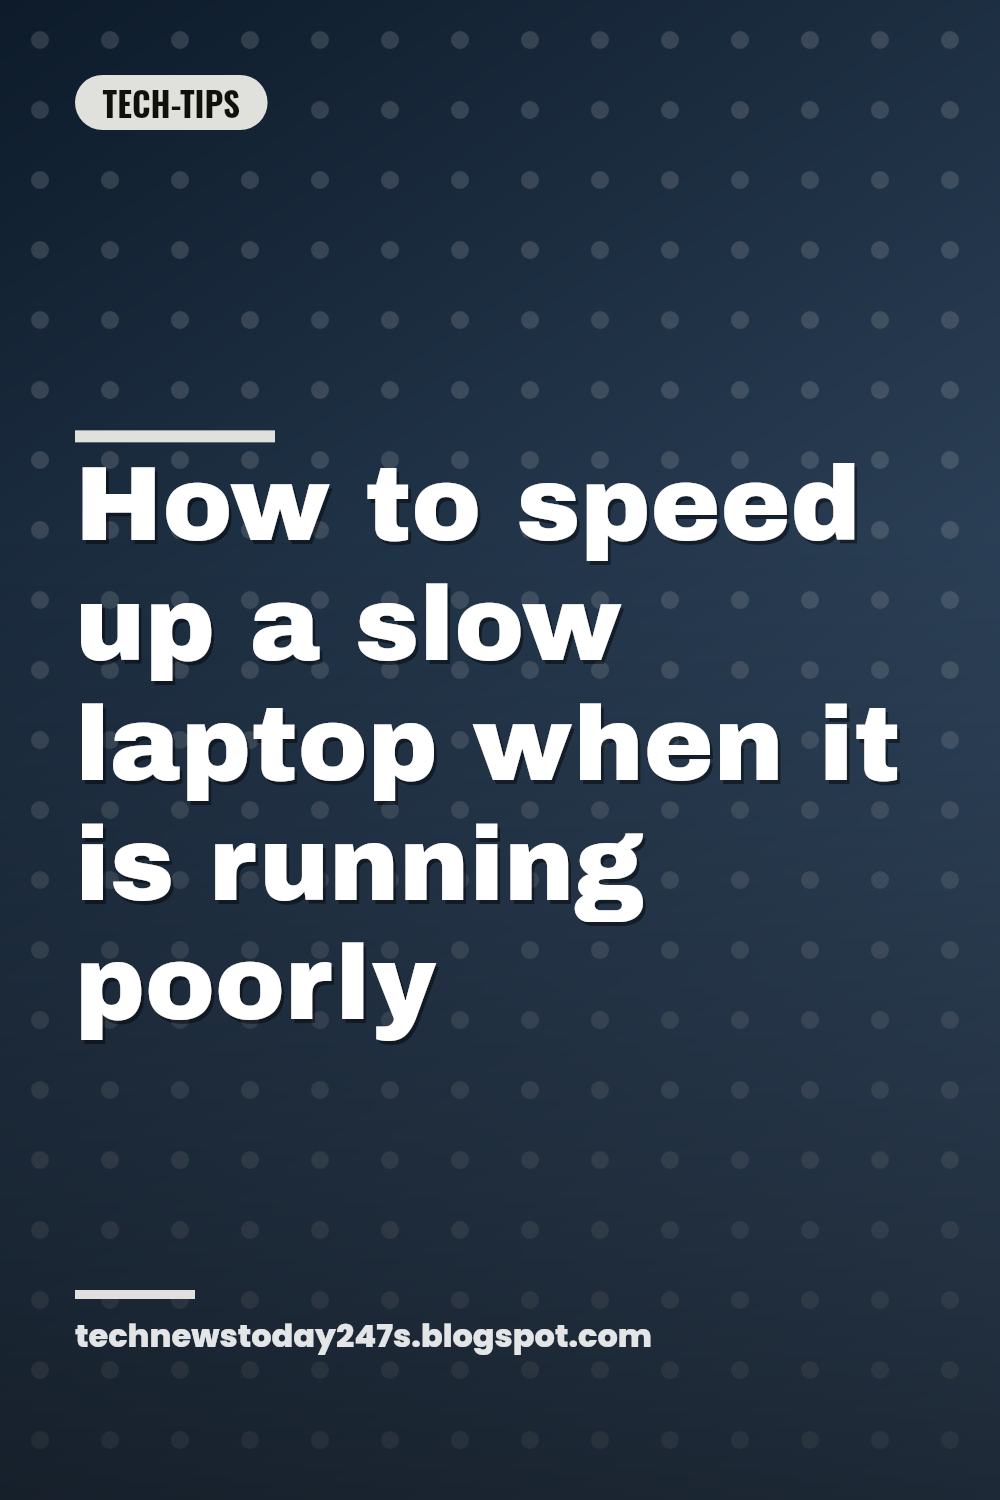 TECH-TIPS
How to speed
up a slow
laptop when it
is running
poorly
technewstoday247s.blogspot.com